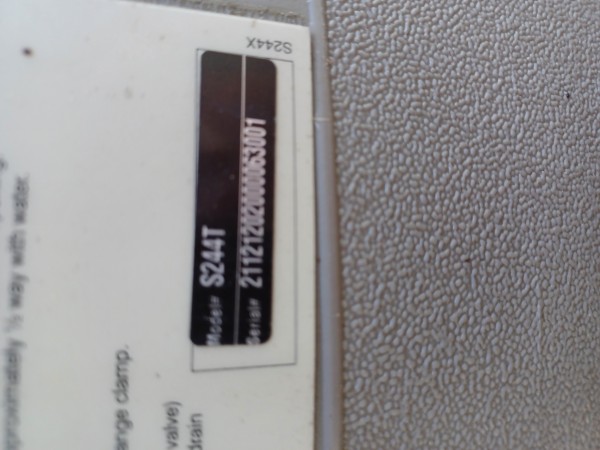 S244X
Model# S244T
Serial# 21121202000063001
approximately ½ way with water.
ange clamp.
valve)
drain